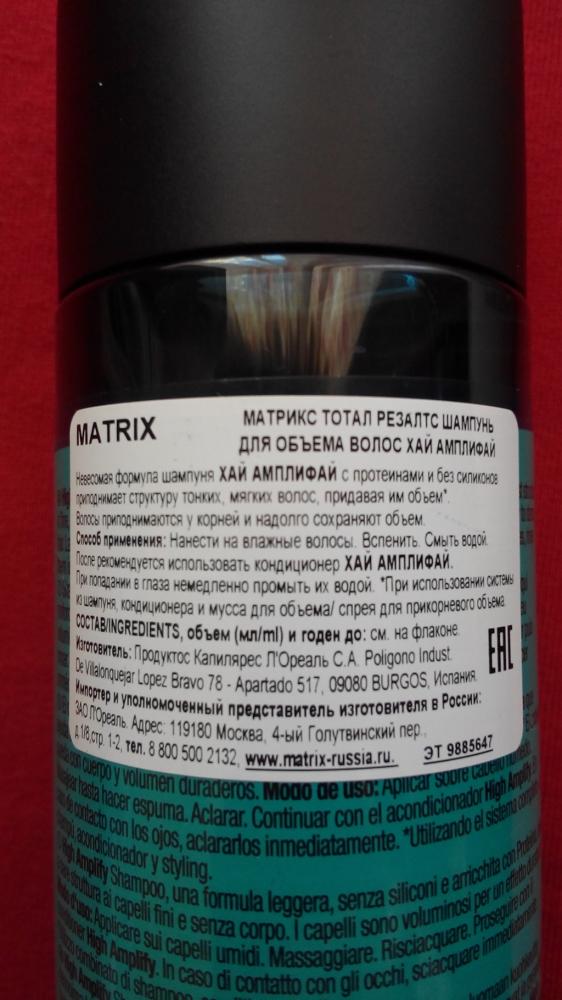 MATRIX
МАТРИКС ТОТАЛ РЕЗАЛТС ШАМПУНЬ
ДЛЯ ОБЪЕМА ВОЛОС ХАЙ АМПЛИФАЙ
Невесомая формула шампуня ХАЙ АМПЛИФАЙ с протеинами и без силиконов
приподнимает структуру тонких, мягких волос, придавая им объем*.
Волосы приподнимаются у корней и надолго сохраняют объем.
Способ применения: Нанести на влажные волосы. Вспенить. Смыть водой.
После рекомендуется использовать кондиционер ХАЙ АМПЛИФАЙ.
При попадании в глаза немедленно промыть их водой. *При использовании системы
из шампуня, кондиционера и мусса для объема/ спрея для прикорневого объема.
СОСТАВ/INGREDIENTS, объем (мл/ml) и годен до: см. на флаконе.
Изготовитель: Продуктос Капилярес Л'Ореаль С.А. Poligono Indust.
De Villalonquejar Lopez Bravo 78 - Apartado 517, 09080 BURGOS, Испания.
EAC
Импортер и уполномоченный представитель изготовителя в России:
ЗАО Л'Ореаль. Адрес: 119180 Москва, 4-ый Голутвинский пер.,
д.1/8,стр. 1-2, тел. 8 800 500 2132, www.matrix-russia.ru. ЭТ 9885647
con cuerpo y volumen duraderos. Modo de uso: Aplicar sobre cabello
hasta hacer espuma. Aclarar. Continuar con el acondicionador High Amplify.
de contacto con los ojos, aclararlos inmediatamente. *Utilizando el sistema
acondicionador y styling.
High Amplify Shampoo, una formula leggera, senza siliconi e arricchita con
struttura ai capelli fini e senza corpo. I capelli sono voluminosi per un effetto
d'uso: Applicare sui capelli umidi. Massaggiare. Risciacquare. Proseguire con
High Amplify. In caso di contatto con gli occhi, sciacquare immediatamente.
combinato di shampoo,